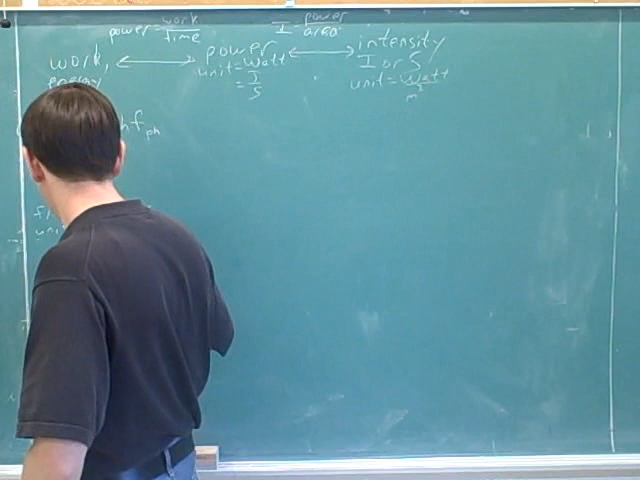 power = work/time
I = power/area
work, ⟷ power ⟷ intensity
energy
unit = Watt
= J/s
I or S
unit = Watt/m²
hf_ph